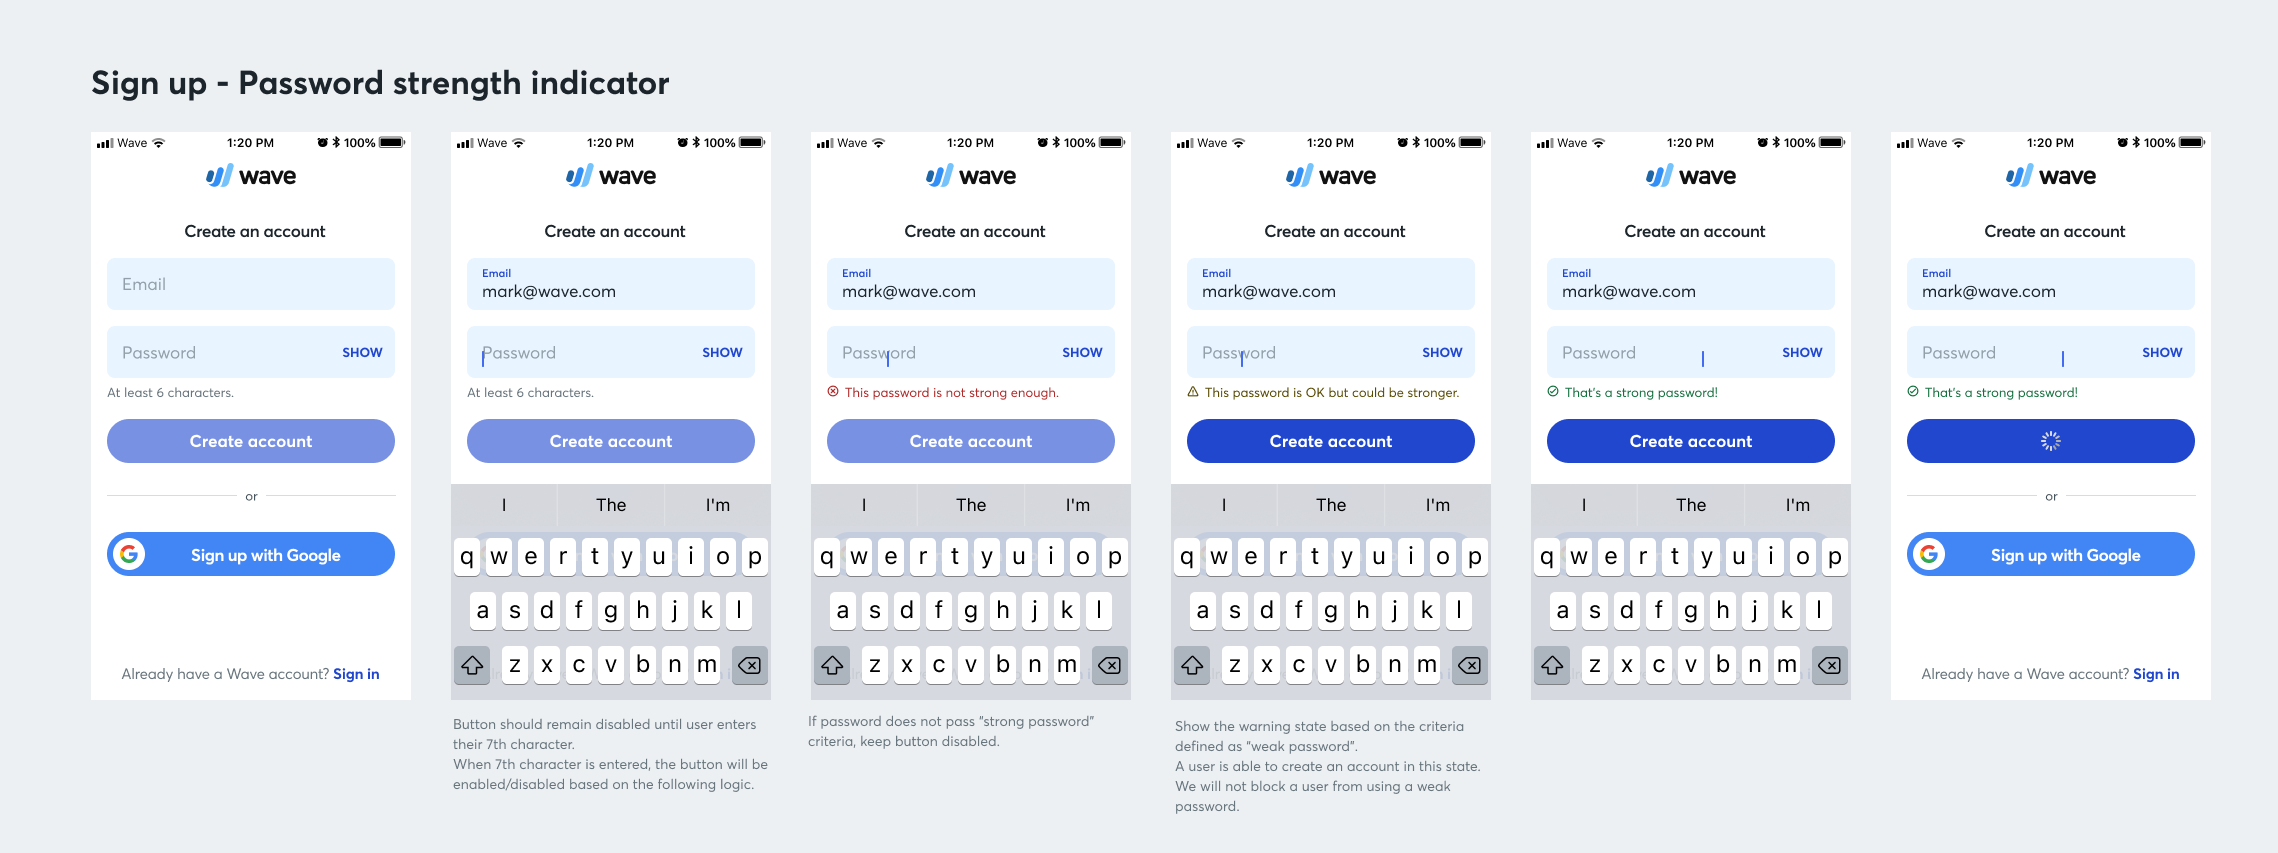 Sign up - Password strength indicator
Wave 1:20 PM 100%
wave
Create an account
Email
Password SHOW
At least 6 characters.
Create account
or
Sign up with Google
Already have a Wave account? Sign in
Wave 1:20 PM 100%
wave
Create an account
Email
mark@wave.com
Password SHOW
At least 6 characters.
Create account
I The I'm
q w e r t y u i o p
a s d f g h j k l
z x c v b n m
Button should remain disabled until user enters
their 7th character.
When 7th character is entered, the button will be
enabled/disabled based on the following logic.
Wave 1:20 PM 100%
wave
Create an account
Email
mark@wave.com
Password SHOW
This password is not strong enough.
Create account
I The I'm
q w e r t y u i o p
a s d f g h j k l
z x c v b n m
If password does not pass "strong password"
criteria, keep button disabled.
Wave 1:20 PM 100%
wave
Create an account
Email
mark@wave.com
Password SHOW
This password is OK but could be stronger.
Create account
I The I'm
q w e r t y u i o p
a s d f g h j k l
z x c v b n m
Show the warning state based on the criteria
defined as "weak password".
A user is able to create an account in this state.
We will not block a user from using a weak
password.
Wave 1:20 PM 100%
wave
Create an account
Email
mark@wave.com
Password SHOW
That's a strong password!
Create account
I The I'm
q w e r t y u i o p
a s d f g h j k l
z x c v b n m
Wave 1:20 PM 100%
wave
Create an account
Email
mark@wave.com
Password SHOW
That's a strong password!
or
Sign up with Google
Already have a Wave account? Sign in